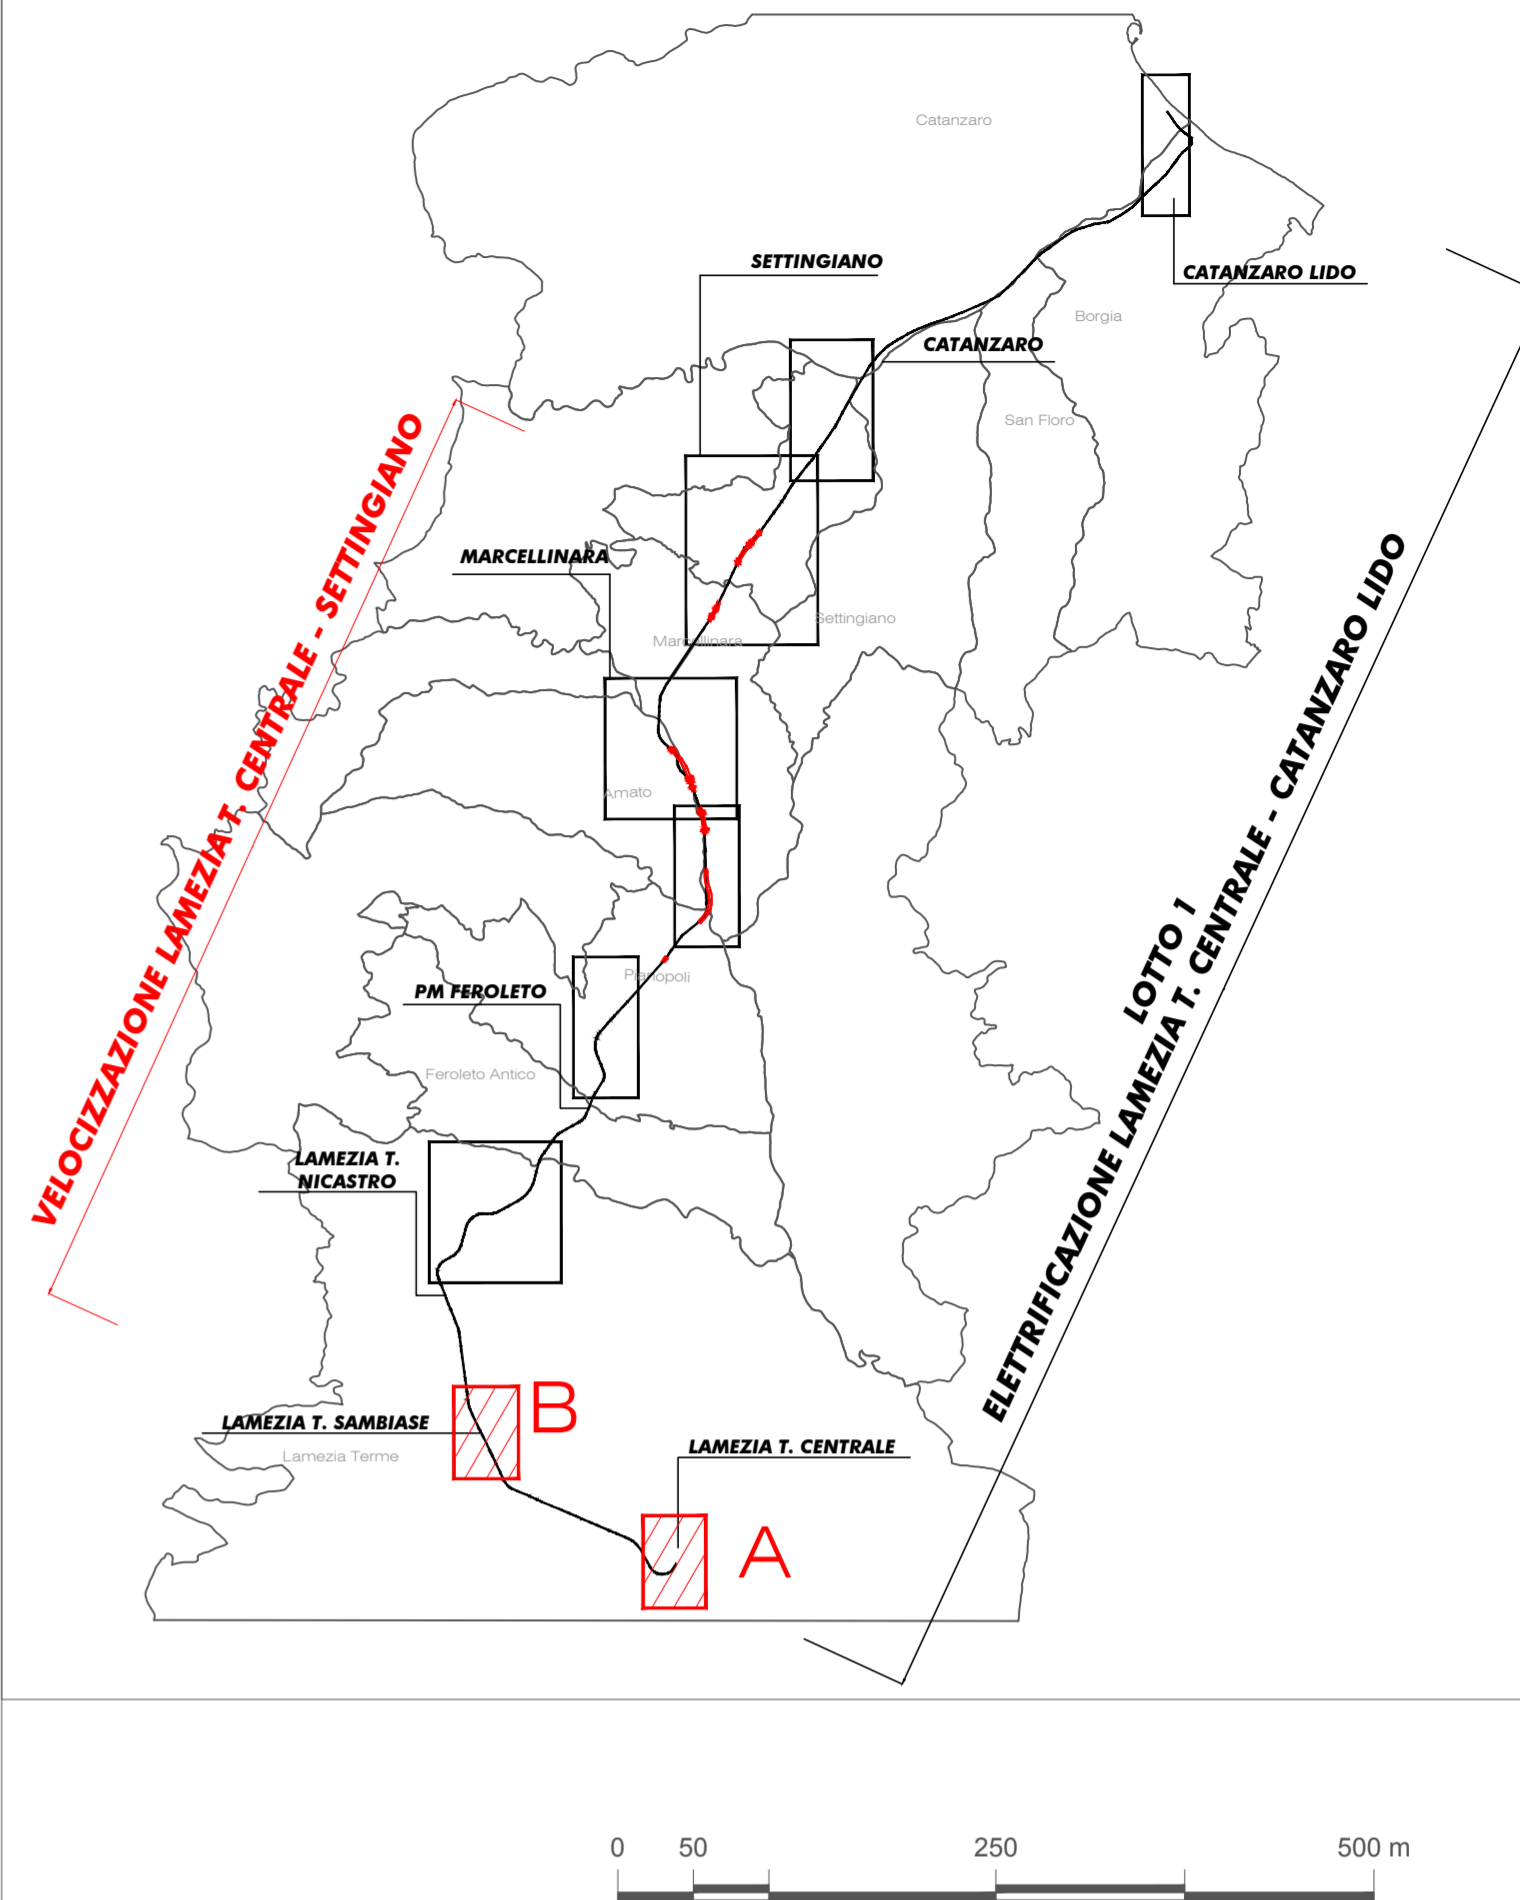 Catanzaro
SETTINGIANO
CATANZARO LIDO
Borgia
CATANZARO
San Floro
MARCELLINARA
Settingiano
Marcellinara
VELOCIZZAZIONE LAMEZIA T. CENTRALE - SETTINGIANO
Amato
LOTTO 1
ELETTRIFICAZIONE LAMEZIA T. CENTRALE - CATANZARO LIDO
Pianopoli
PM FEROLETO
Feroleto Antico
LAMEZIA T.
NICASTRO
B
LAMEZIA T. SAMBIASE
LAMEZIA T. CENTRALE
Lamezia Terme
A
0 50 250 500 m